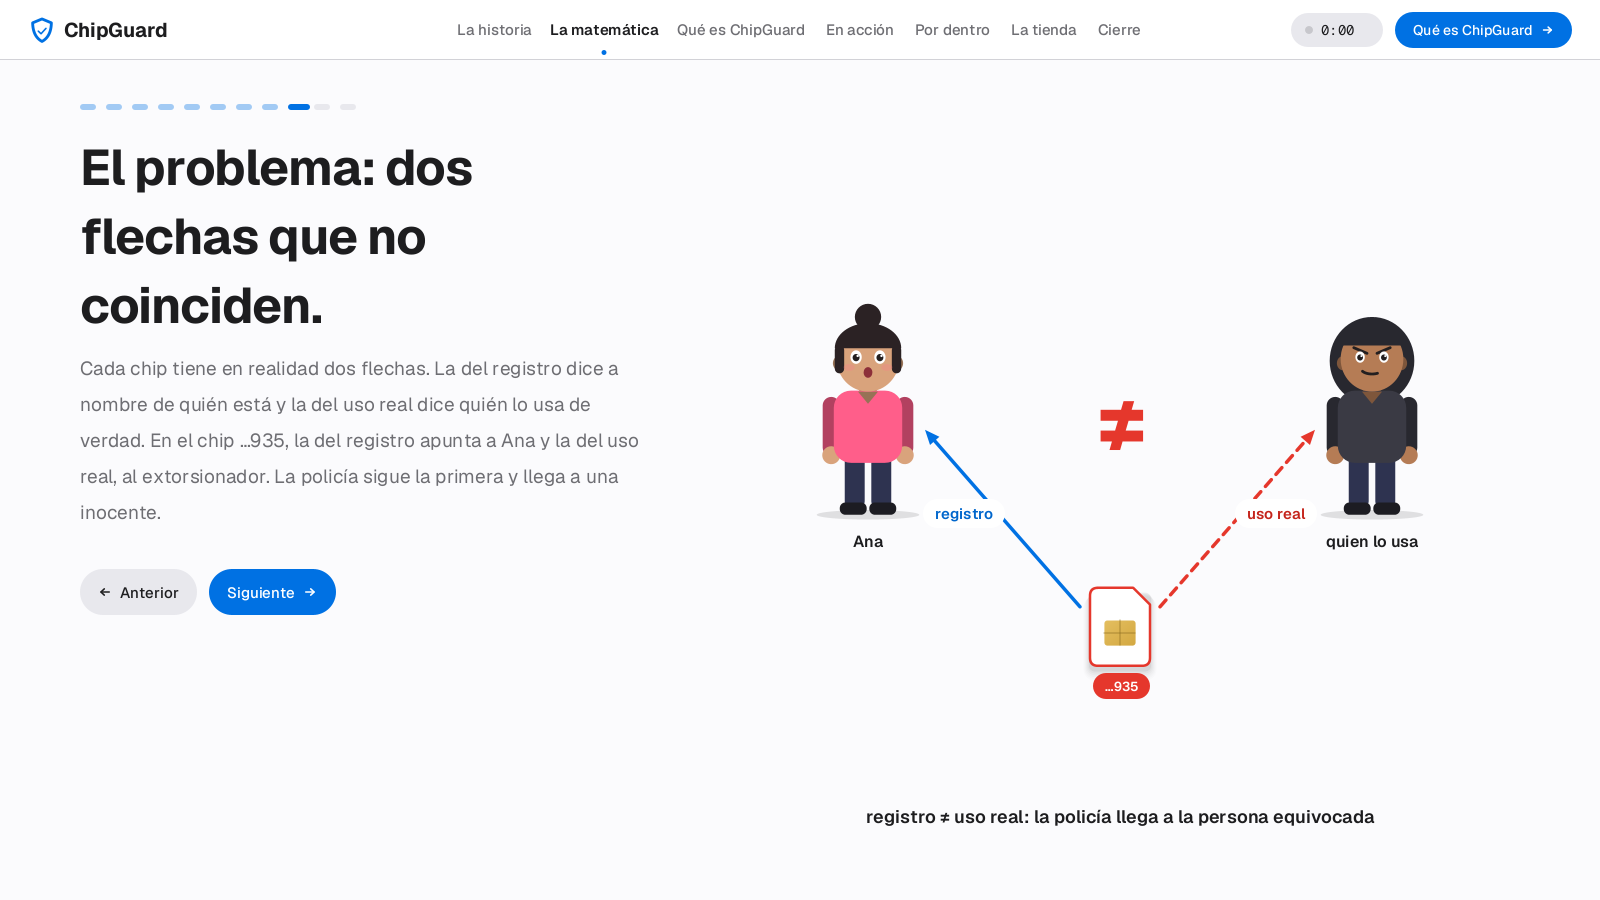 ChipGuard
La historia
La matemática
Qué es ChipGuard
En acción
Por dentro
La tienda
Cierre
0:00
Qué es ChipGuard →
El problema: dos
flechas que no
coinciden.
Cada chip tiene en realidad dos flechas. La del registro dice a
nombre de quién está y la del uso real dice quién lo usa de
verdad. En el chip …935, la del registro apunta a Ana y la del uso
real, al extorsionador. La policía sigue la primera y llega a una
inocente.
← Anterior
Siguiente →
≠
registro
uso real
Ana
quien lo usa
…935
registro ≠ uso real: la policía llega a la persona equivocada